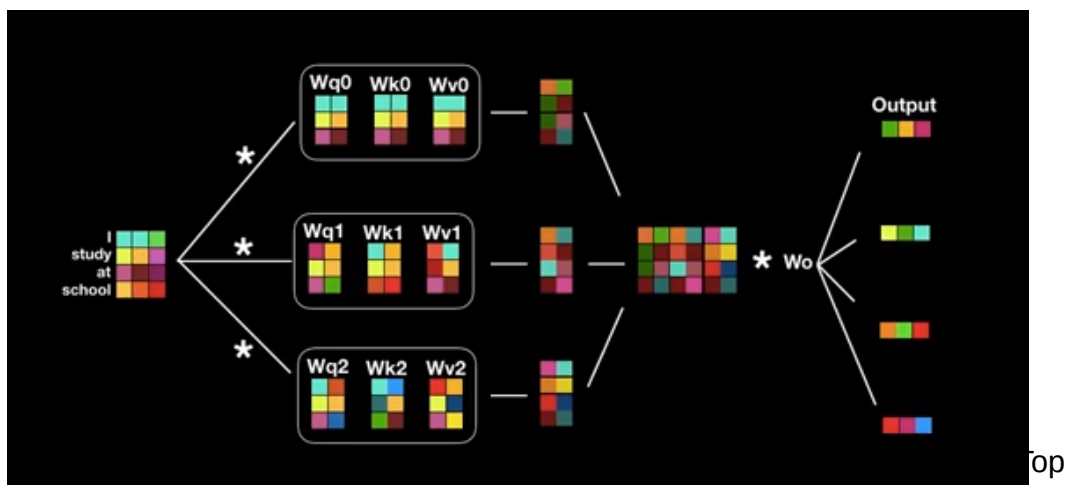 Wq0 Wk0 Wv0
Output
*
I
study
at
school
*
Wq1 Wk1 Wv1
* Wo
*
Wq2 Wk2 Wv2
Top